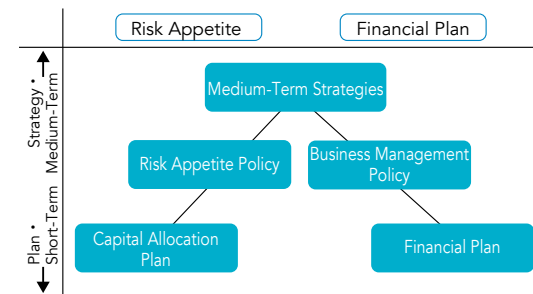 Risk Appetite
Financial Plan
Strategy •
Medium-Term
Medium-Term Strategies
Risk Appetite Policy
Business Management
Policy
Plan •
Short-Term
Capital Allocation
Plan
Financial Plan